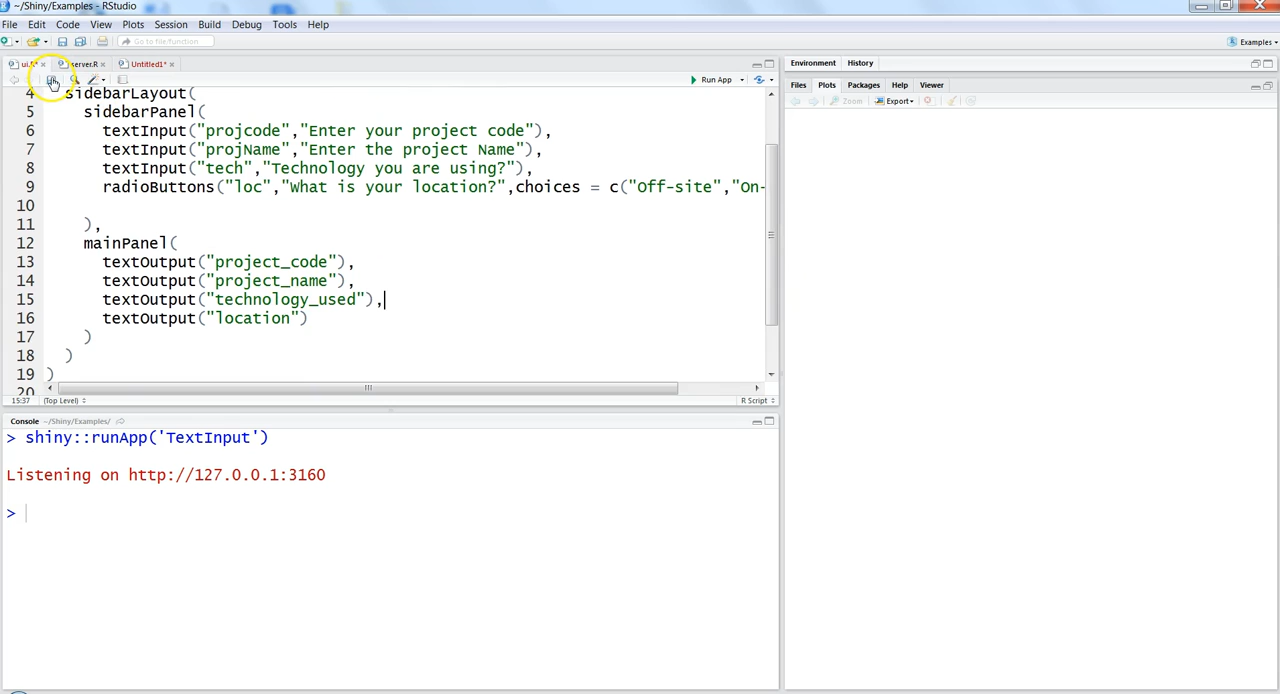 ~/Shiny/Examples - RStudio
File Edit Code View Plots Session Build Debug Tools Help
Go to file/function
Examples
ui.R* server.R Untitled1*
Run App
4 sidebarLayout(
5 sidebarPanel(
6 textInput("projcode","Enter your project code"),
7 textInput("projName","Enter the project Name"),
8 textInput("tech","Technology you are using?"),
9 radioButtons("loc","What is your location?",choices = c("Off-site","On-
10
11 ),
12 mainPanel(
13 textOutput("project_code"),
14 textOutput("project_name"),
15 textOutput("technology_used"),
16 textOutput("location")
17 )
18 )
19 )
20
15:37 (Top Level) R Script
Console ~/Shiny/Examples/
> shiny::runApp('TextInput')
Listening on http://127.0.0.1:3160
>
Environment History
Files Plots Packages Help Viewer
Zoom Export